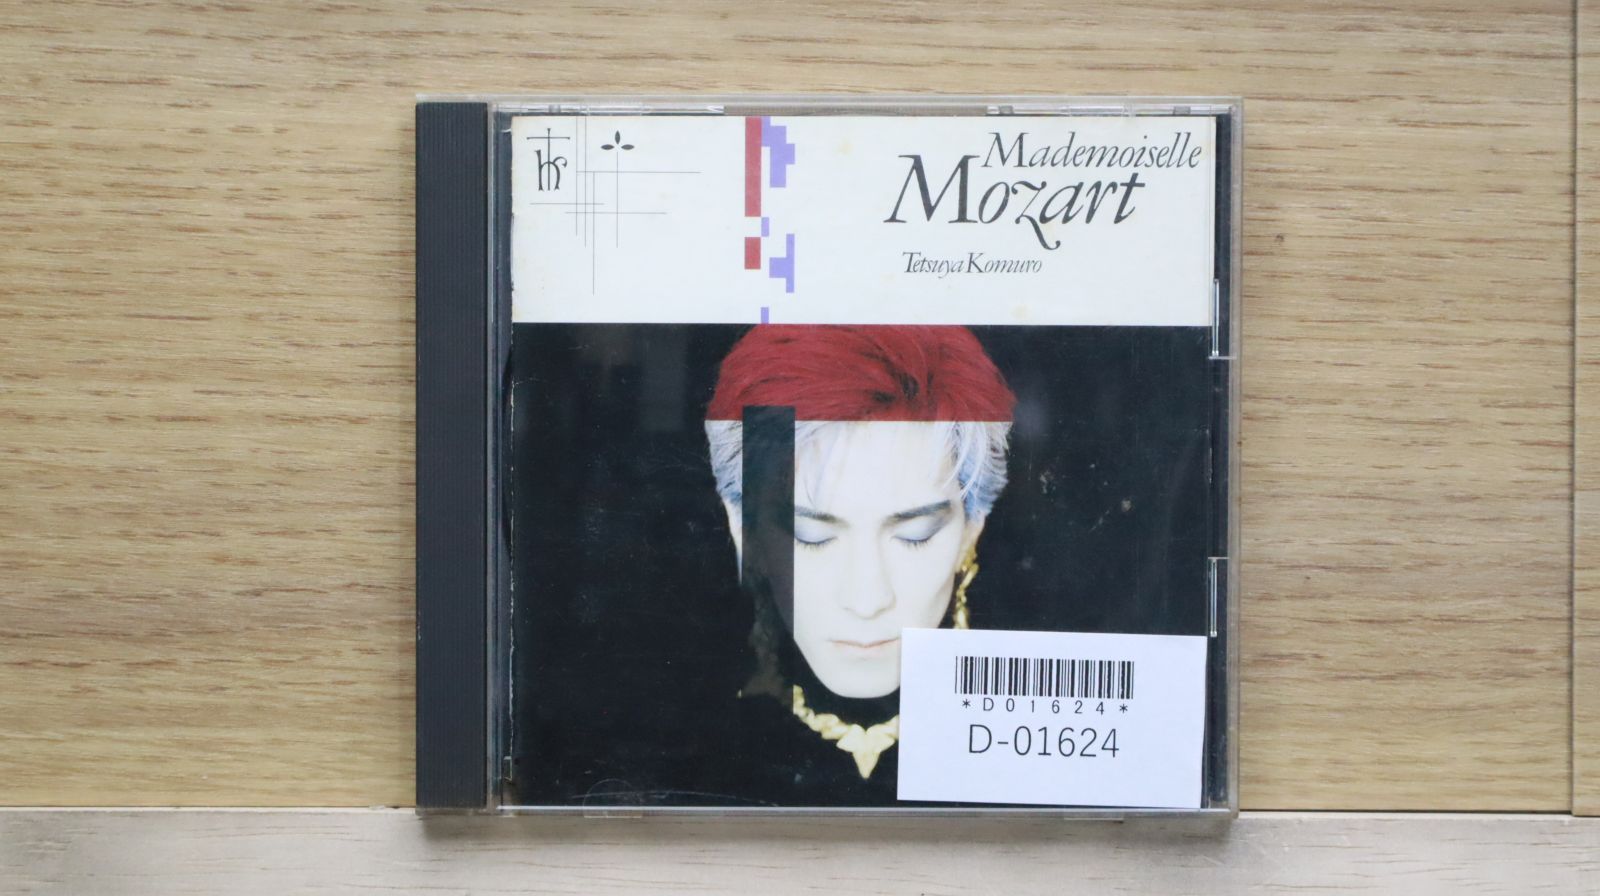 Mademoiselle
Mozart
Tetsuya Komuro
*D01624*
D-01624